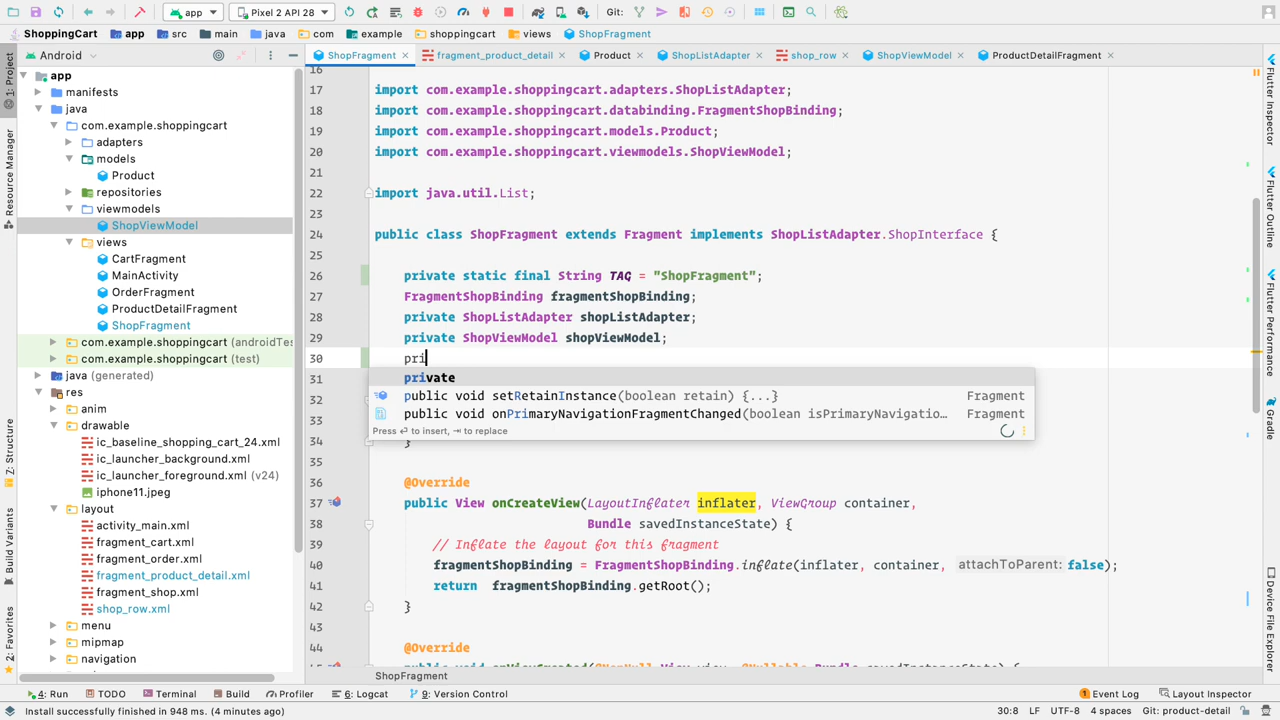 app
Pixel 2 API 28
Git:
ShoppingCart
app
src
main
java
com
example
shoppingcart
views
ShopFragment
Android
ShopFragment
fragment_product_detail
Product
ShopListAdapter
shop_row
ShopViewModel
ProductDetailFragment
1: Project
Resource Manager
Z: Structure
Build Variants
2: Favorites
app
manifests
java
com.example.shoppingcart
adapters
models
Product
repositories
viewmodels
ShopViewModel
views
CartFragment
MainActivity
OrderFragment
ProductDetailFragment
ShopFragment
com.example.shoppingcart (androidTes
com.example.shoppingcart (test)
java (generated)
res
anim
drawable
ic_baseline_shopping_cart_24.xml
ic_launcher_background.xml
ic_launcher_foreground.xml (v24)
iphone11.jpeg
layout
activity_main.xml
fragment_cart.xml
fragment_order.xml
fragment_product_detail.xml
fragment_shop.xml
shop_row.xml
menu
mipmap
navigation
16
17 import com.example.shoppingcart.adapters.ShopListAdapter;
18 import com.example.shoppingcart.databinding.FragmentShopBinding;
19 import com.example.shoppingcart.models.Product;
20 import com.example.shoppingcart.viewmodels.ShopViewModel;
21
22 import java.util.List;
23
24 public class ShopFragment extends Fragment implements ShopListAdapter.ShopInterface {
25
26 private static final String TAG = "ShopFragment";
27 FragmentShopBinding fragmentShopBinding;
28 private ShopListAdapter shopListAdapter;
29 private ShopViewModel shopViewModel;
30 pri
31 private
public void setRetainInstance(boolean retain) {...} Fragment
public void onPrimaryNavigationFragmentChanged(boolean isPrimaryNavigatio... Fragment
Press ⏎ to insert, ⇥ to replace
34 }
35
36 @Override
37 public View onCreateView(LayoutInflater inflater, ViewGroup container,
38 Bundle savedInstanceState) {
39 // Inflate the layout for this fragment
40 fragmentShopBinding = FragmentShopBinding.inflate(inflater, container, attachToParent: false);
41 return fragmentShopBinding.getRoot();
42 }
43
44 @Override
ShopFragment
Flutter Inspector
Flutter Outline
Flutter Performance
Gradle
Device File Explorer
4: Run
TODO
Terminal
Build
Profiler
6: Logcat
9: Version Control
1 Event Log
Layout Inspector
Install successfully finished in 948 ms. (4 minutes ago)
30:8 LF UTF-8 4 spaces Git: product-detail